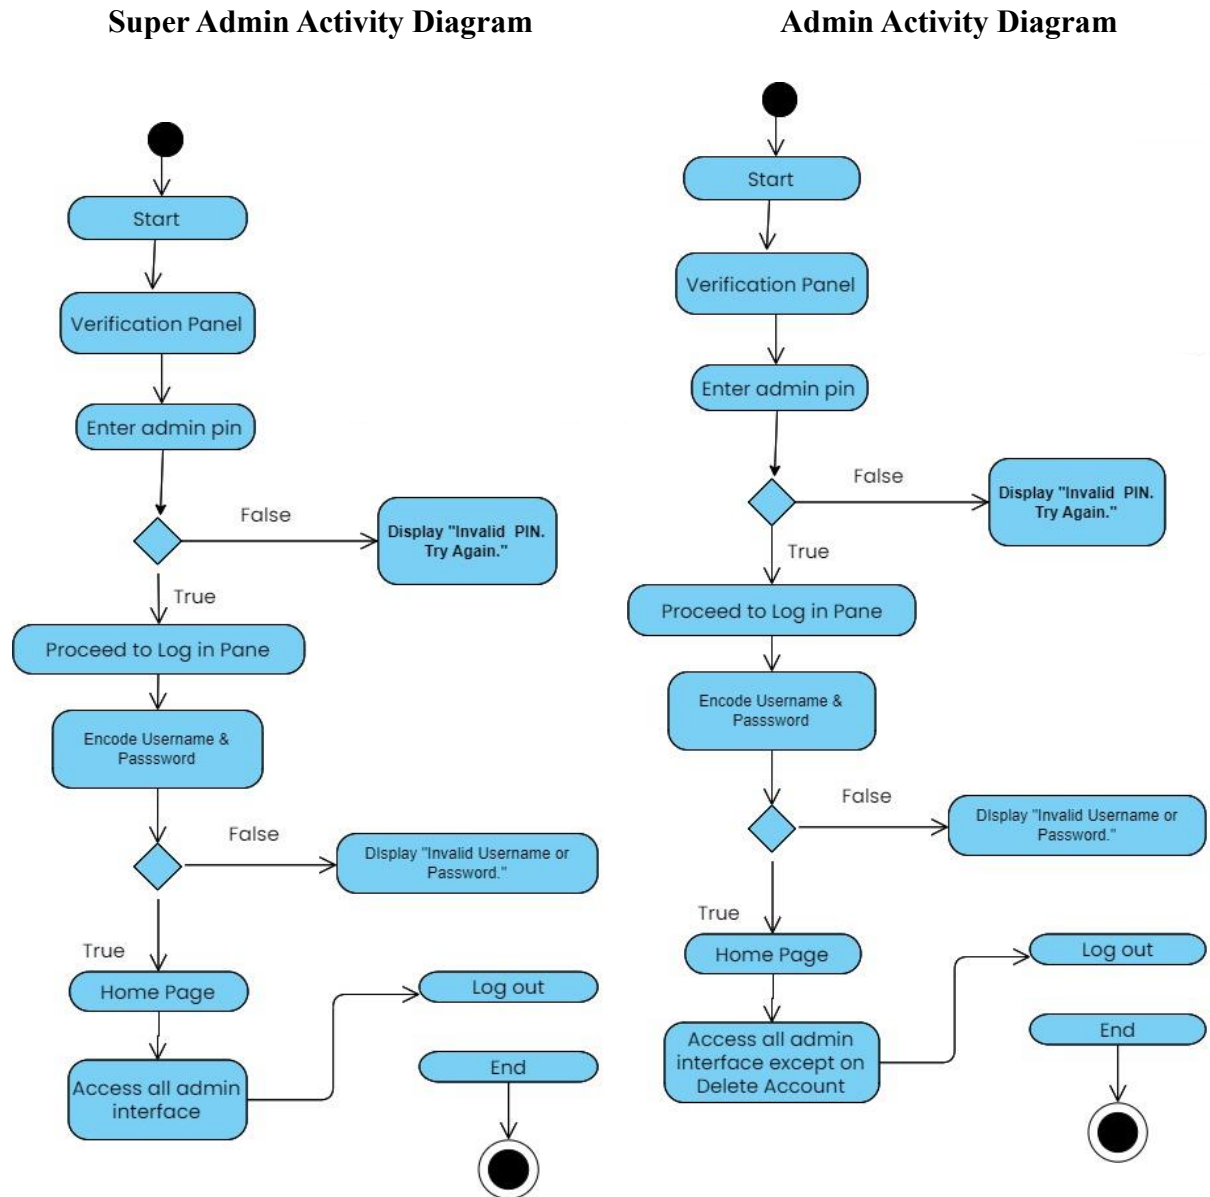 Super Admin Activity Diagram
Start
Verification Panel
Enter admin pin
False
Display "Invalid  PIN.
Try Again."
True
Proceed to Log in Pane
Encode Username &
Passsword
False
DIsplay "Invalid Username or
Password."
True
Home Page
Log out
Access all admin
interface
End
Admin Activity Diagram
Start
Verification Panel
Enter admin pin
False
Display "Invalid  PIN.
Try Again."
True
Proceed to Log in Pane
Encode Username &
Passsword
False
DIsplay "Invalid Username or
Password."
True
Home Page
Log out
Access all admin
interface except on
Delete Account
End